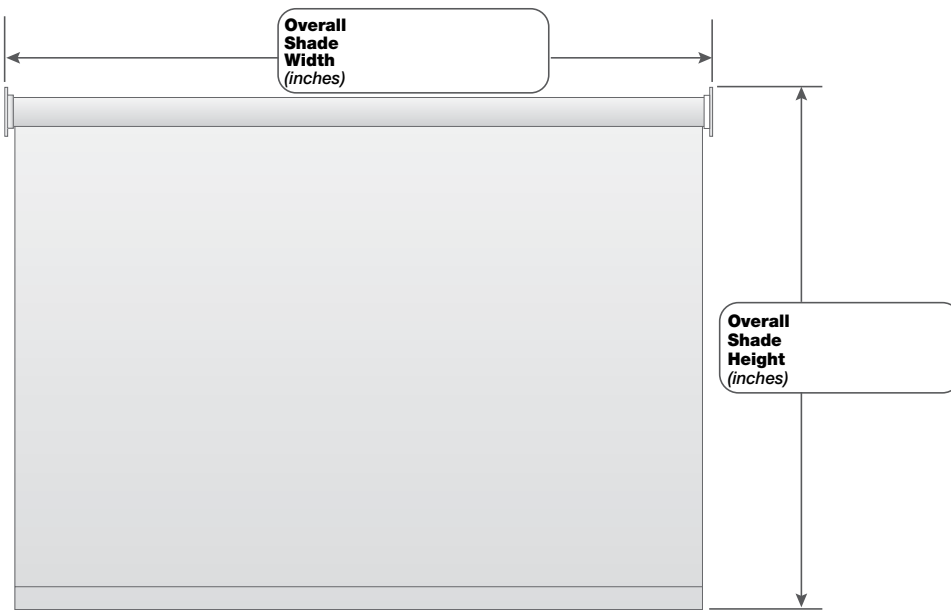 Overall
Shade
Width
(inches)
Overall
Shade
Height
(inches)